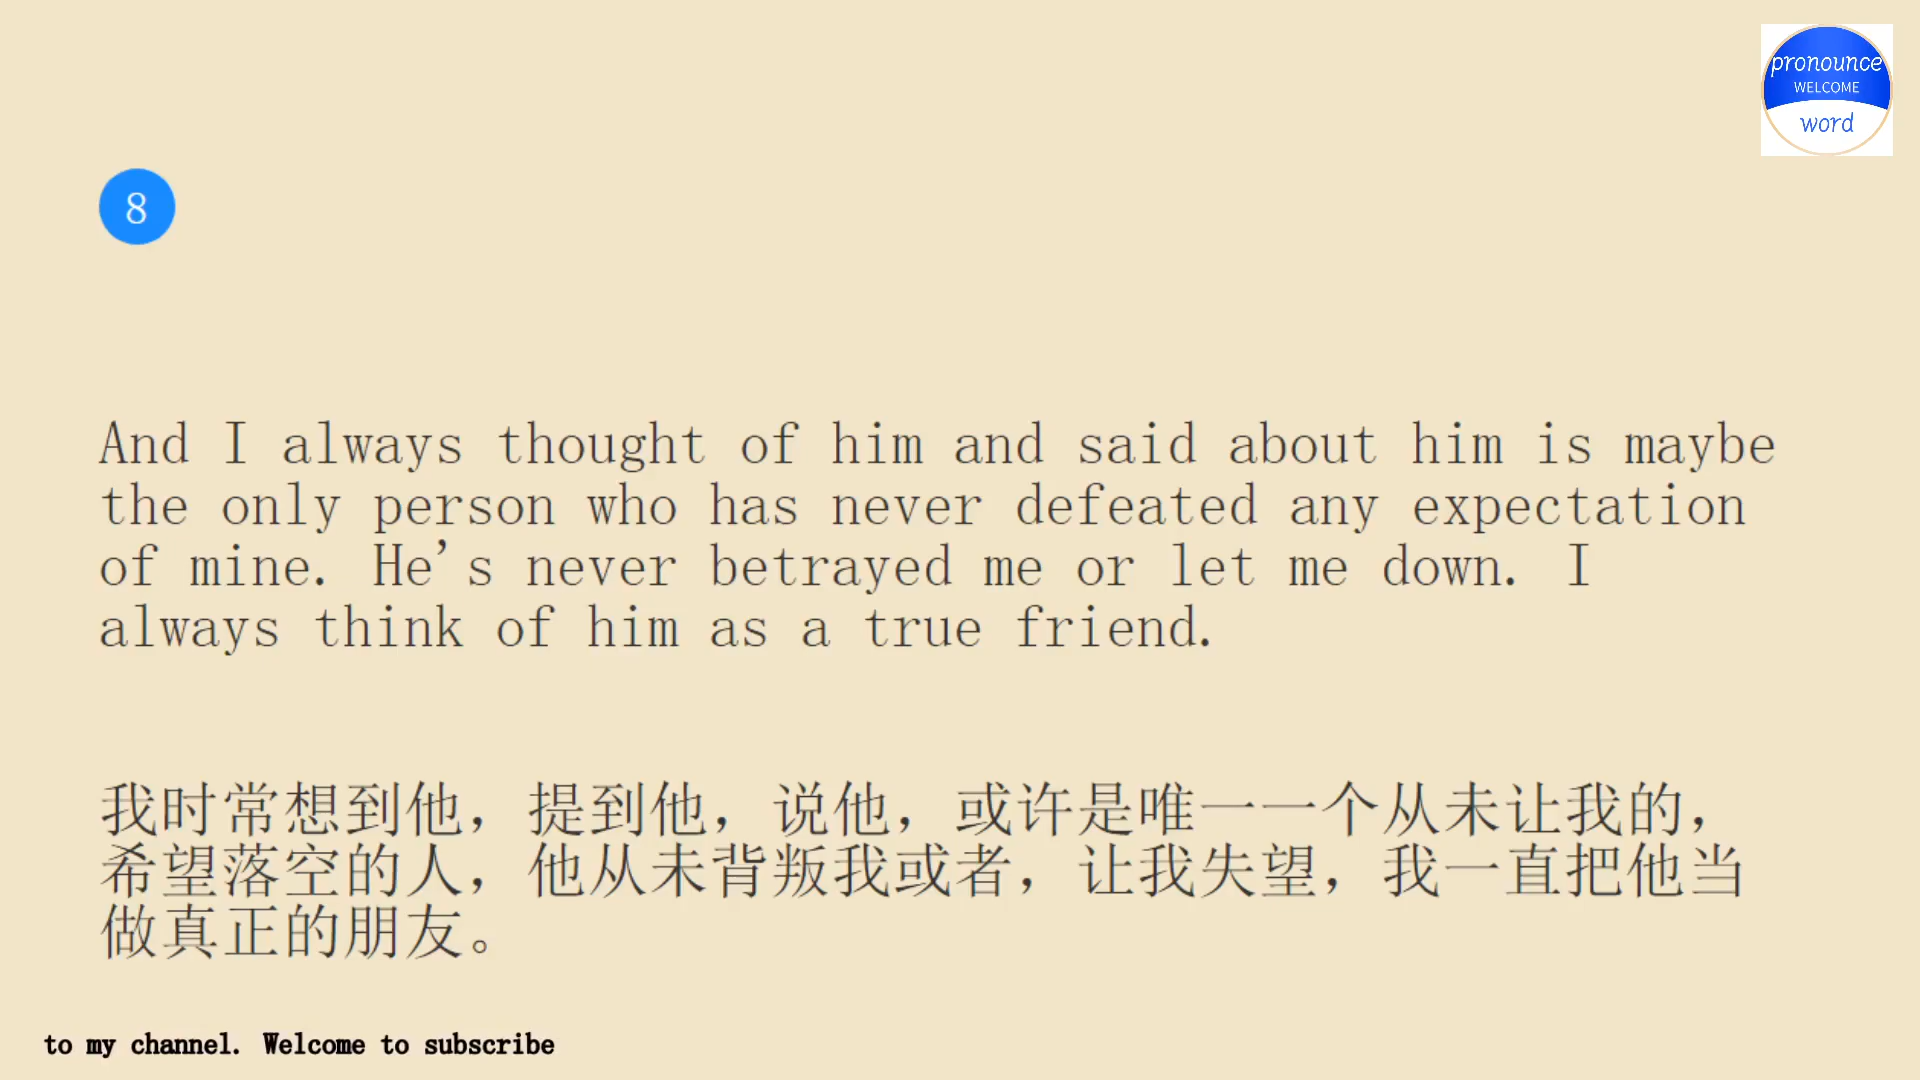 pronounce
WELCOME
word
8
And I always thought of him and said about him is maybe
the only person who has never defeated any expectation
of mine. He's never betrayed me or let me down. I
always think of him as a true friend.
我时常想到他，提到他，说他，或许是唯一一个从未让我的，
希望落空的人，他从未背叛我或者，让我失望，我一直把他当
做真正的朋友。
to my channel. Welcome to subscribe